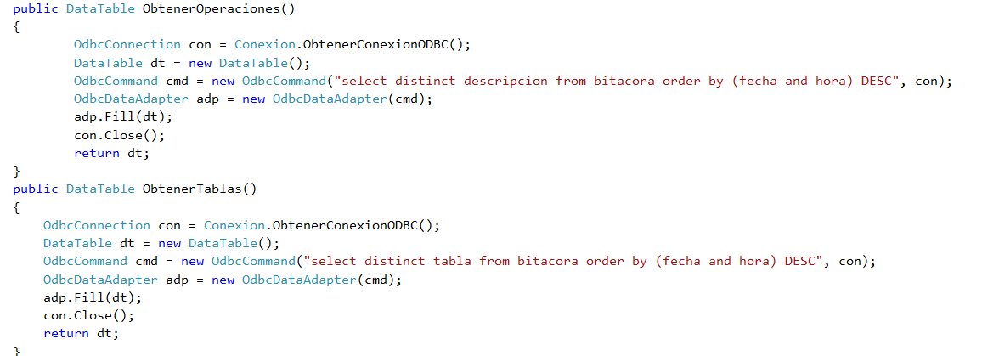 public DataTable ObtenerOperaciones()
{
OdbcConnection con = Conexion.ObtenerConexionODBC();
DataTable dt = new DataTable();
OdbcCommand cmd = new OdbcCommand("select distinct descripcion from bitacora order by (fecha and hora) DESC", con);
OdbcDataAdapter adp = new OdbcDataAdapter(cmd);
adp.Fill(dt);
con.Close();
return dt;
}
public DataTable ObtenerTablas()
{
OdbcConnection con = Conexion.ObtenerConexionODBC();
DataTable dt = new DataTable();
OdbcCommand cmd = new OdbcCommand("select distinct tabla from bitacora order by (fecha and hora) DESC", con);
OdbcDataAdapter adp = new OdbcDataAdapter(cmd);
adp.Fill(dt);
con.Close();
return dt;
}